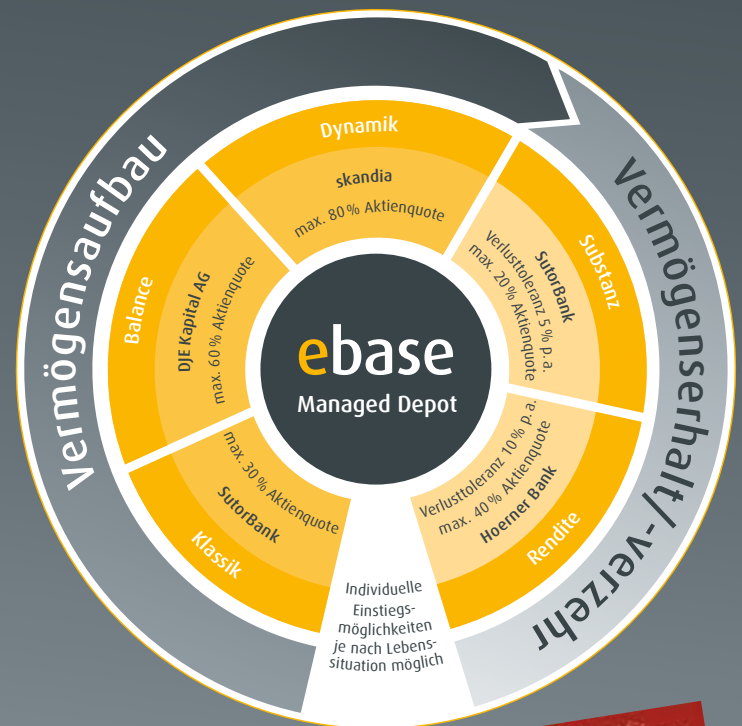 Vermögensaufbau
Vermögenserhalt/-verzehr
Dynamik
skandia
max. 80 % Aktienquote
Substanz
SutorBank
Verlusttoleranz 5 % p. a.
max. 20 % Aktienquote
Verlusttoleranz 10 % p. a.
max. 40 % Aktienquote
Hoerner Bank
Rendite
max. 30 % Aktienquote
SutorBank
Klassik
Balance
DJE Kapital AG
max. 60 % Aktienquote
ebase
Managed Depot
Individuelle
Einstiegs-
möglichkeiten
je nach Lebens-
situation möglich